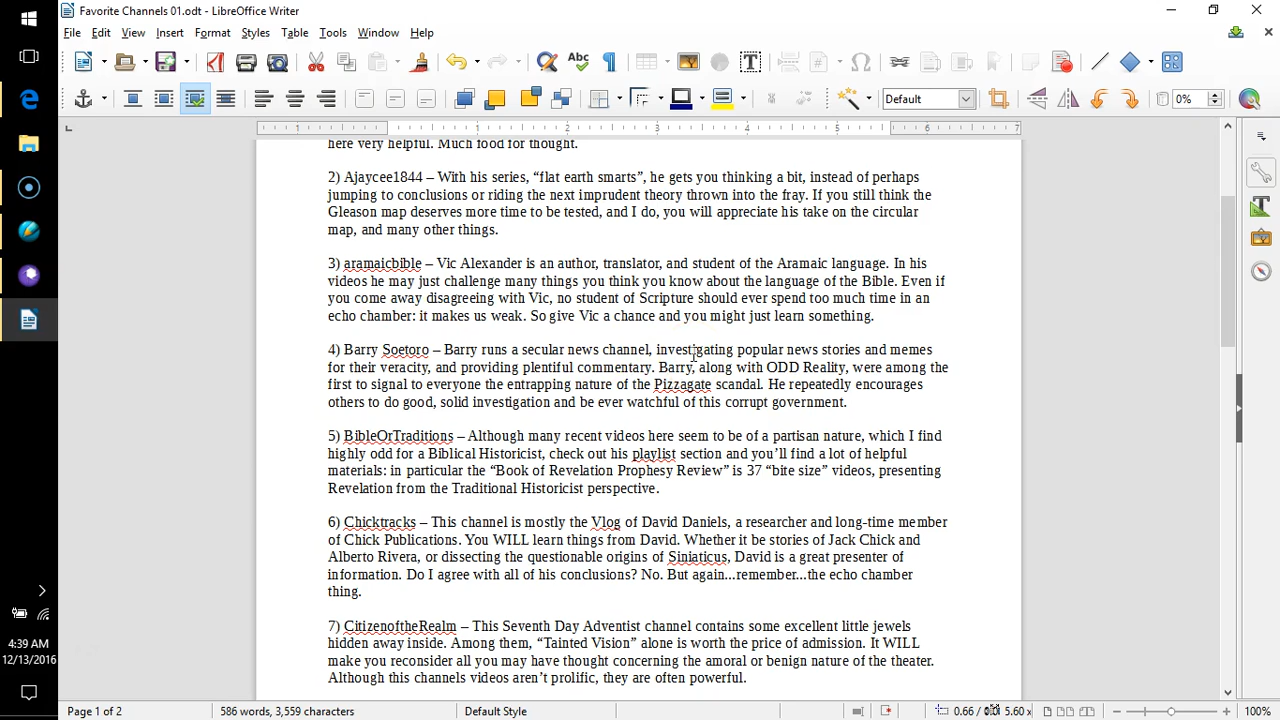 Favorite Channels 01.odt - LibreOffice Writer
File Edit View Insert Format Styles Table Tools Window Help
Abc
Default
0%
1 1 2 3 4 5 6 7
here very helpful. Much food for thought.
2) Ajaycee1844 – With his series, “flat earth smarts”, he gets you thinking a bit, instead of perhaps
jumping to conclusions or riding the next imprudent theory thrown into the fray. If you still think the
Gleason map deserves more time to be tested, and I do, you will appreciate his take on the circular
map, and many other things.
3) aramaicbible – Vic Alexander is an author, translator, and student of the Aramaic language. In his
videos he may just challenge many things you think you know about the language of the Bible. Even if
you come away disagreeing with Vic, no student of Scripture should ever spend too much time in an
echo chamber: it makes us weak. So give Vic a chance and you might just learn something.
4) Barry Soetoro – Barry runs a secular news channel, investigating popular news stories and memes
for their veracity, and providing plentiful commentary. Barry, along with ODD Reality, were among the
first to signal to everyone the entrapping nature of the Pizzagate scandal. He repeatedly encourages
others to do good, solid investigation and be ever watchful of this corrupt government.
5) BibleOrTraditions – Although many recent videos here seem to be of a partisan nature, which I find
highly odd for a Biblical Historicist, check out his playlist section and you’ll find a lot of helpful
materials: in particular the “Book of Revelation Prophesy Review” is 37 “bite size” videos, presenting
Revelation from the Traditional Historicist perspective.
6) Chicktracks – This channel is mostly the Vlog of David Daniels, a researcher and long-time member
of Chick Publications. You WILL learn things from David. Whether it be stories of Jack Chick and
Alberto Rivera, or dissecting the questionable origins of Siniaticus, David is a great presenter of
information. Do I agree with all of his conclusions? No. But again...remember...the echo chamber
thing.
7) CitizenoftheRealm – This Seventh Day Adventist channel contains some excellent little jewels
hidden away inside. Among them, “Tainted Vision” alone is worth the price of admission. It WILL
make you reconsider all you may have thought concerning the amoral or benign nature of the theater.
Although this channels videos aren’t prolific, they are often powerful.
4:39 AM
12/13/2016
Page 1 of 2 586 words, 3,559 characters Default Style 0.66 / 5.60 x 100%